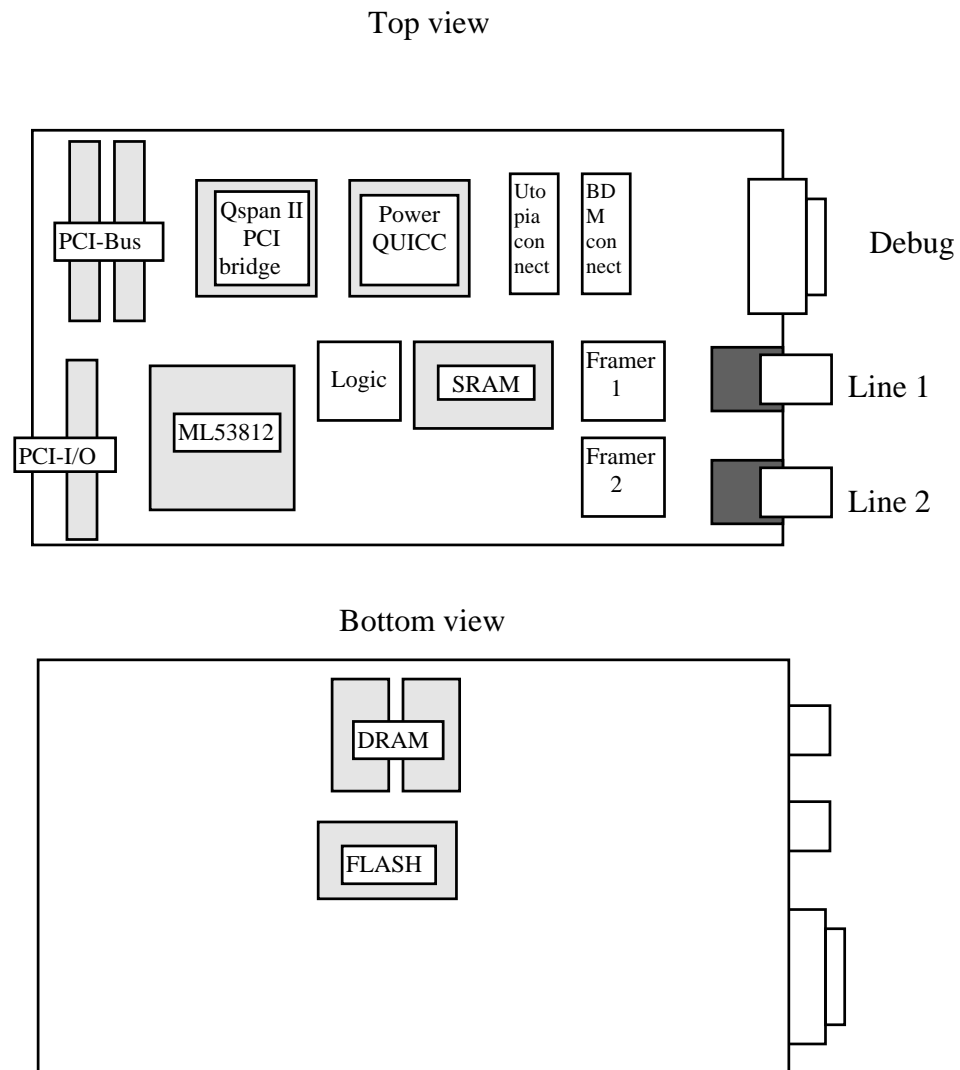 Top view
PCI-Bus
Qspan II
PCI
bridge
Power
QUICC
Uto
pia
con
nect
BD
M
con
nect
Debug
Logic
SRAM
Framer
1
Line 1
ML53812
PCI-I/O
Framer
2
Line 2
Bottom view
DRAM
FLASH